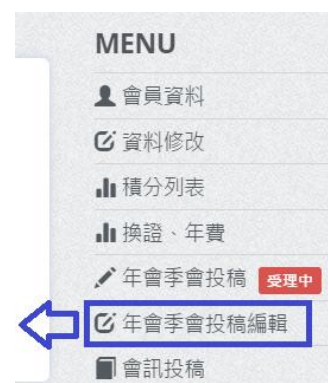 MENU
會員資料
資料修改
積分列表
換證、年費
年會季會投稿 受理中
年會季會投稿編輯
會訊投稿